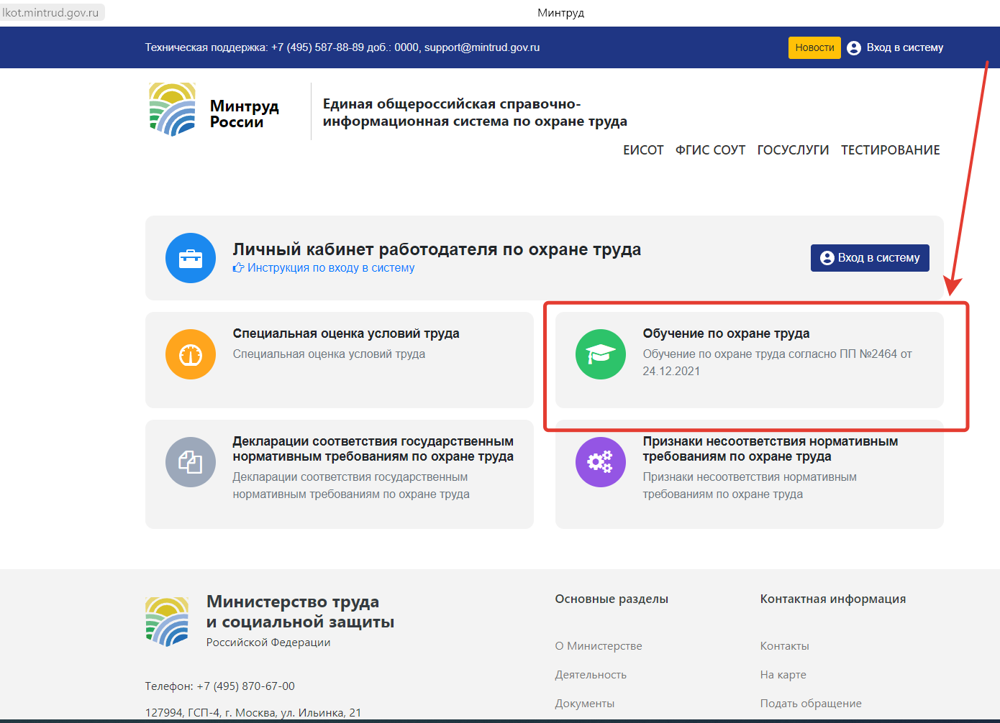 lkot.mintrud.gov.ru
Минтруд
Техническая поддержка: +7 (495) 587-88-89 доб.: 0000, support@mintrud.gov.ru
Новости
Вход в систему
Минтруд
России
Единая общероссийская справочно-
информационная система по охране труда
ЕИСОТ ФГИС СОУТ ГОСУСЛУГИ ТЕСТИРОВАНИЕ
Личный кабинет работодателя по охране труда
Инструкция по входу в систему
Вход в систему
Специальная оценка условий труда
Специальная оценка условий труда
Обучение по охране труда
Обучение по охране труда согласно ПП №2464 от
24.12.2021
Декларации соответствия государственным
нормативным требованиям по охране труда
Декларации соответствия государственным
нормативным требованиям по охране труда
Признаки несоответствия нормативным
требованиям по охране труда
Признаки несоответствия нормативным
требованиям по охране труда
Министерство труда
и социальной защиты
Российской Федерации
Телефон: +7 (495) 870-67-00
127994, ГСП-4, г. Москва, ул. Ильинка, 21
Основные разделы
О Министерстве
Деятельность
Документы
Контактная информация
Контакты
На карте
Подать обращение